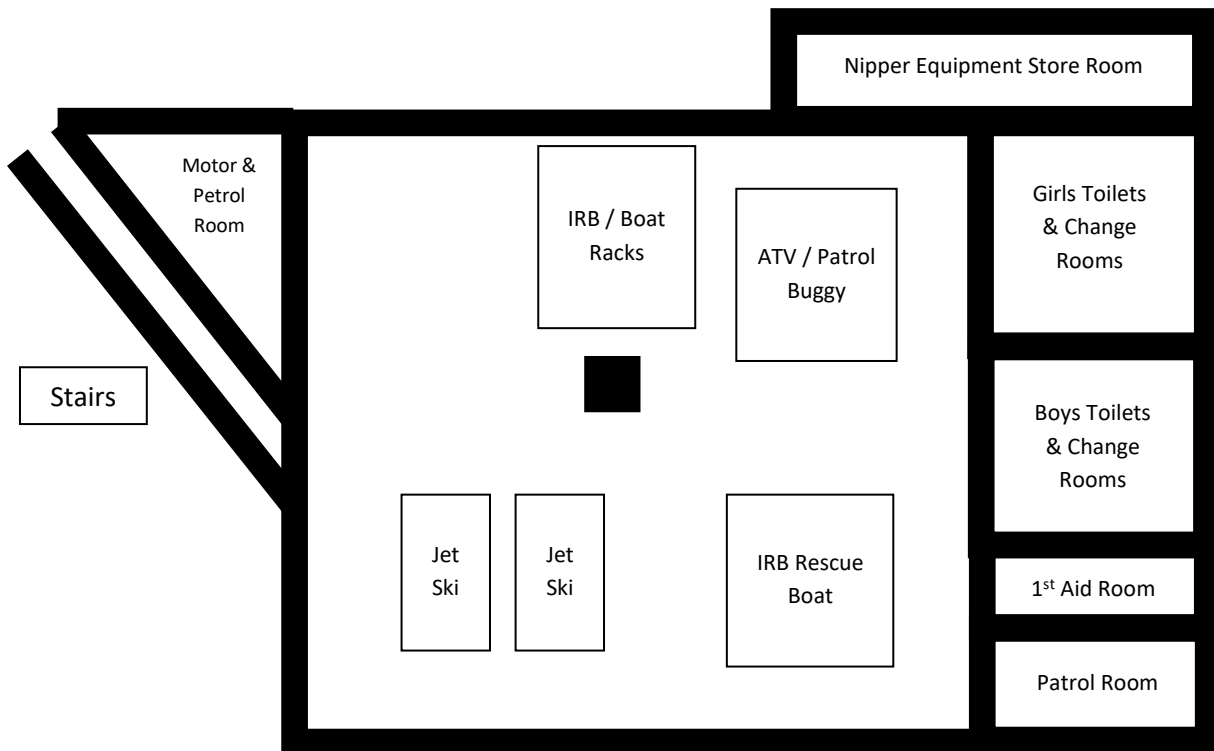 Nipper Equipment Store Room
Motor &
Petrol
Room
IRB / Boat
Racks
ATV / Patrol
Buggy
Girls Toilets
& Change
Rooms
Stairs
Boys Toilets
& Change
Rooms
Jet
Ski
Jet
Ski
IRB Rescue
Boat
1st Aid Room
Patrol Room